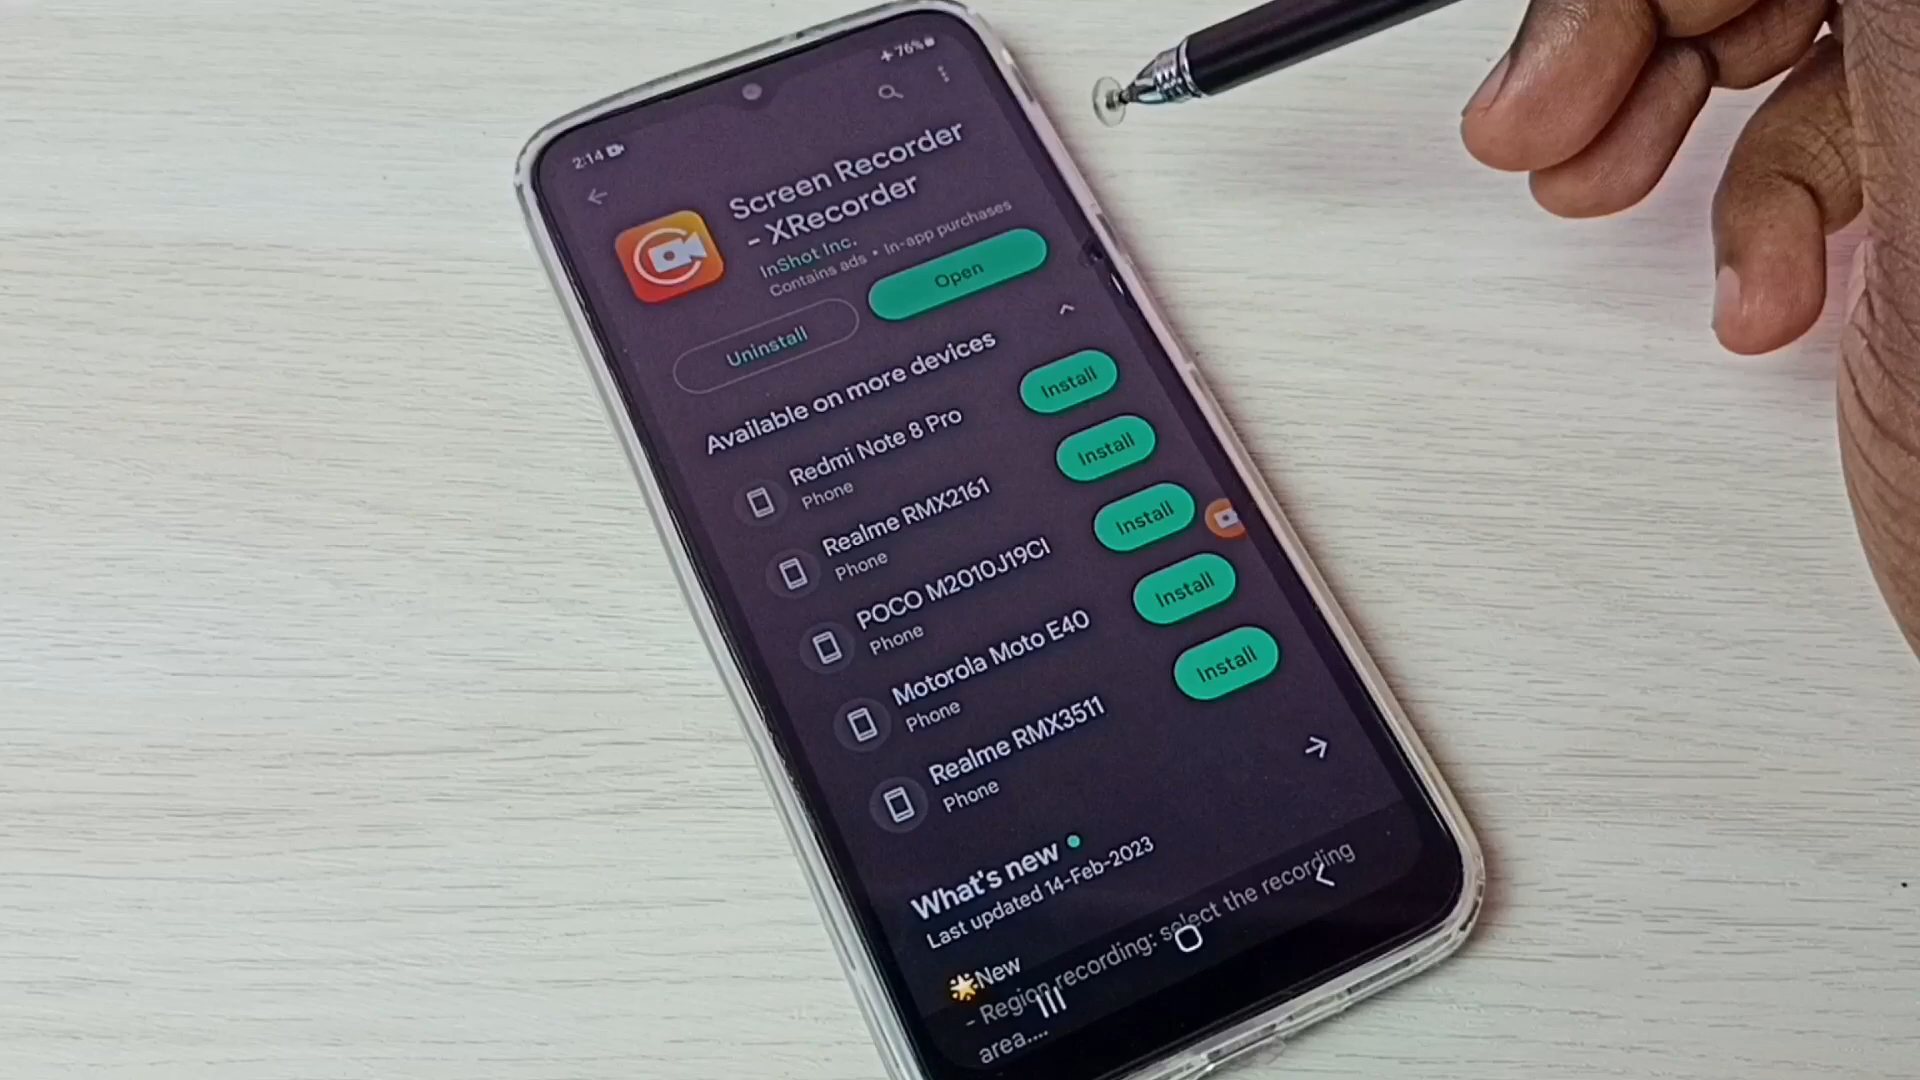 2:14
76%
Screen Recorder
- XRecorder
InShot Inc.
Contains ads • In-app purchases
Uninstall
Open
Available on more devices
Redmi Note 8 Pro
Phone
Install
Realme RMX2161
Phone
Install
POCO M2010J19CI
Phone
Install
Motorola Moto E40
Phone
Install
Realme RMX3511
Phone
Install
What's new
Last updated 14-Feb-2023
New
- Region recording: select the recording
area....